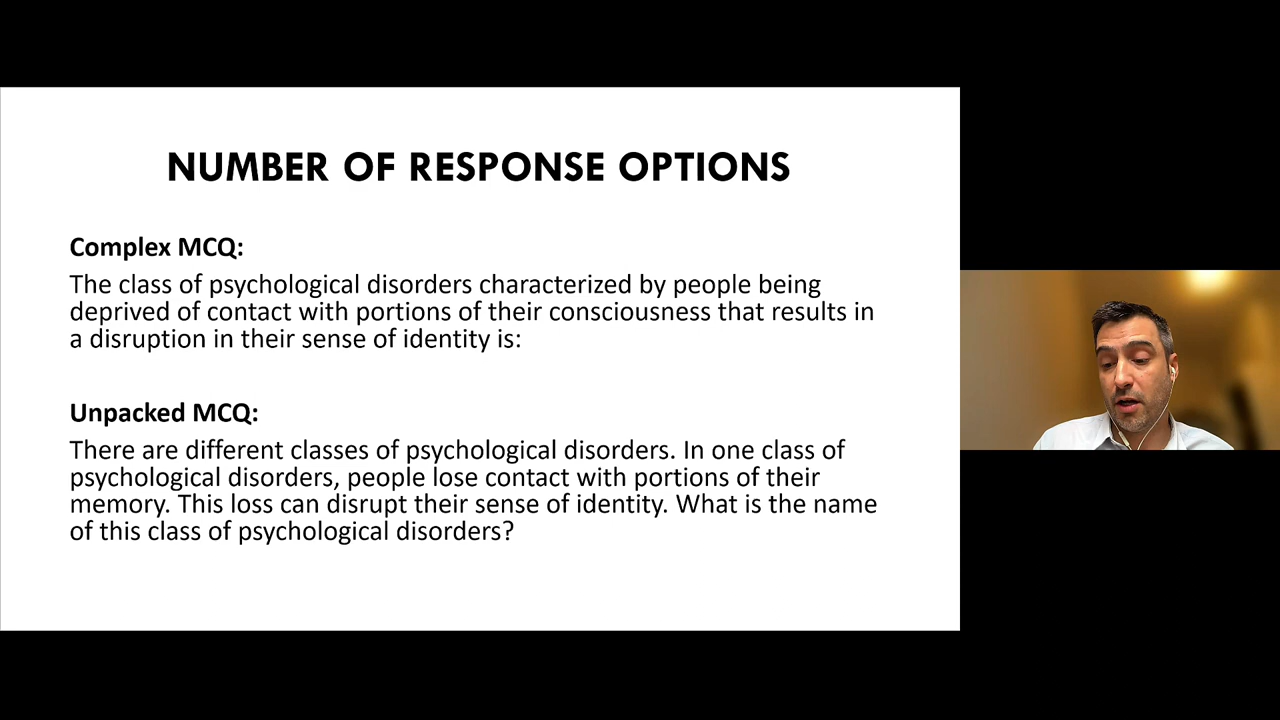 NUMBER OF RESPONSE OPTIONS
Complex MCQ:
The class of psychological disorders characterized by people being
deprived of contact with portions of their consciousness that results in
a disruption in their sense of identity is:
Unpacked MCQ:
There are different classes of psychological disorders. In one class of
psychological disorders, people lose contact with portions of their
memory. This loss can disrupt their sense of identity. What is the name
of this class of psychological disorders?